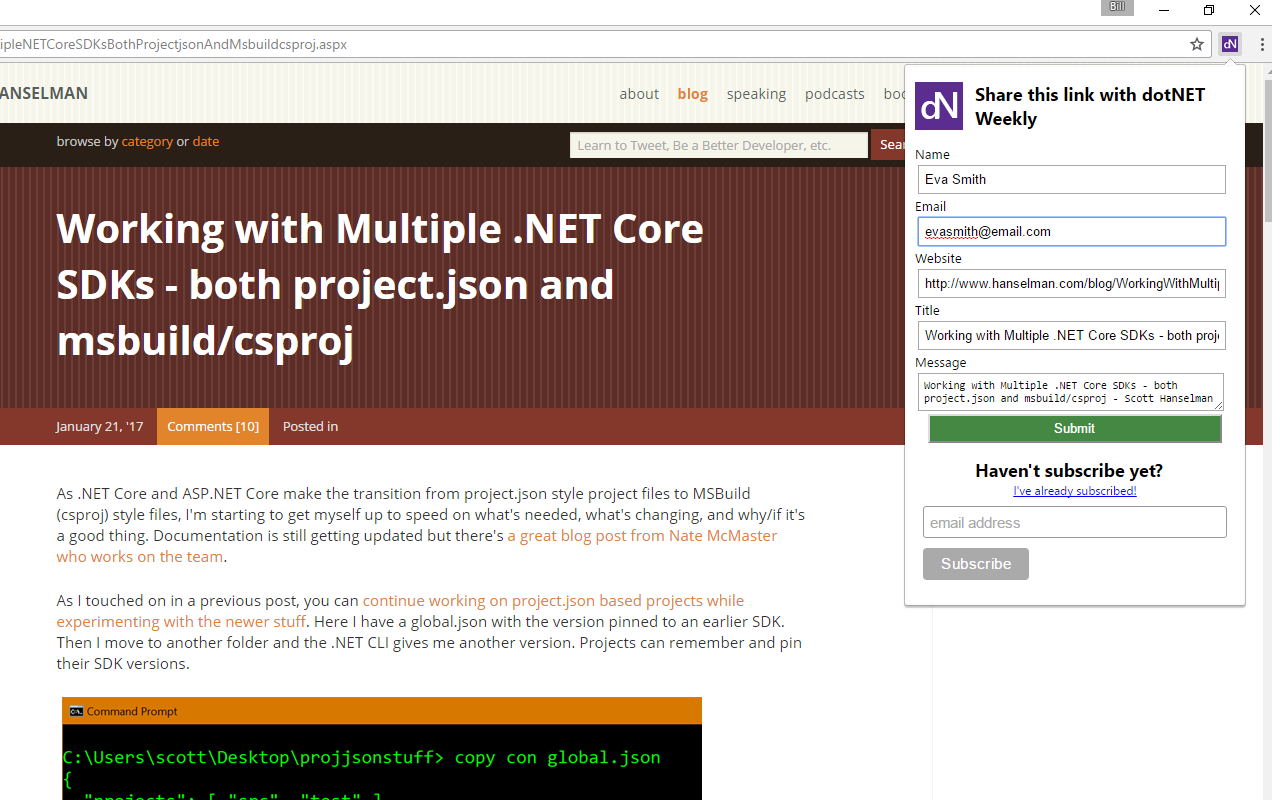 Bill
ipleNETCoreSDKsBothProjectjsonAndMsbuildcsproj.aspx
dN
ANSELMAN
about blog speaking podcasts
browse by category or date
Learn to Tweet, Be a Better Developer, etc.
Working with Multiple .NET Core
SDKs - both project.json and
msbuild/csproj
January 21, '17 Comments [10] Posted in
As .NET Core and ASP.NET Core make the transition from project.json style project files to MSBuild
(csproj) style files, I'm starting to get myself up to speed on what's needed, what's changing, and why/if it's
a good thing. Documentation is still getting updated but there's a great blog post from Nate McMaster
who works on the team.
As I touched on in a previous post, you can continue working on project.json based projects while
experimenting with the newer stuff. Here I have a global.json with the version pinned to an earlier SDK.
Then I move to another folder and the .NET CLI gives me another version. Projects can remember and pin
their SDK versions.
Command Prompt
C:\Users\scott\Desktop\projjsonstuff> copy con global.json
{
"projects": [ "src", "test" ]
dN
Share this link with dotNET
Weekly
Name
Eva Smith
Email
evasmith@email.com
Website
http://www.hanselman.com/blog/WorkingWithMultip
Title
Working with Multiple .NET Core SDKs - both proje
Message
Working with Multiple .NET Core SDKs - both
project.json and msbuild/csproj - Scott Hanselman
Submit
Haven't subscribe yet?
I've already subscribed!
email address
Subscribe